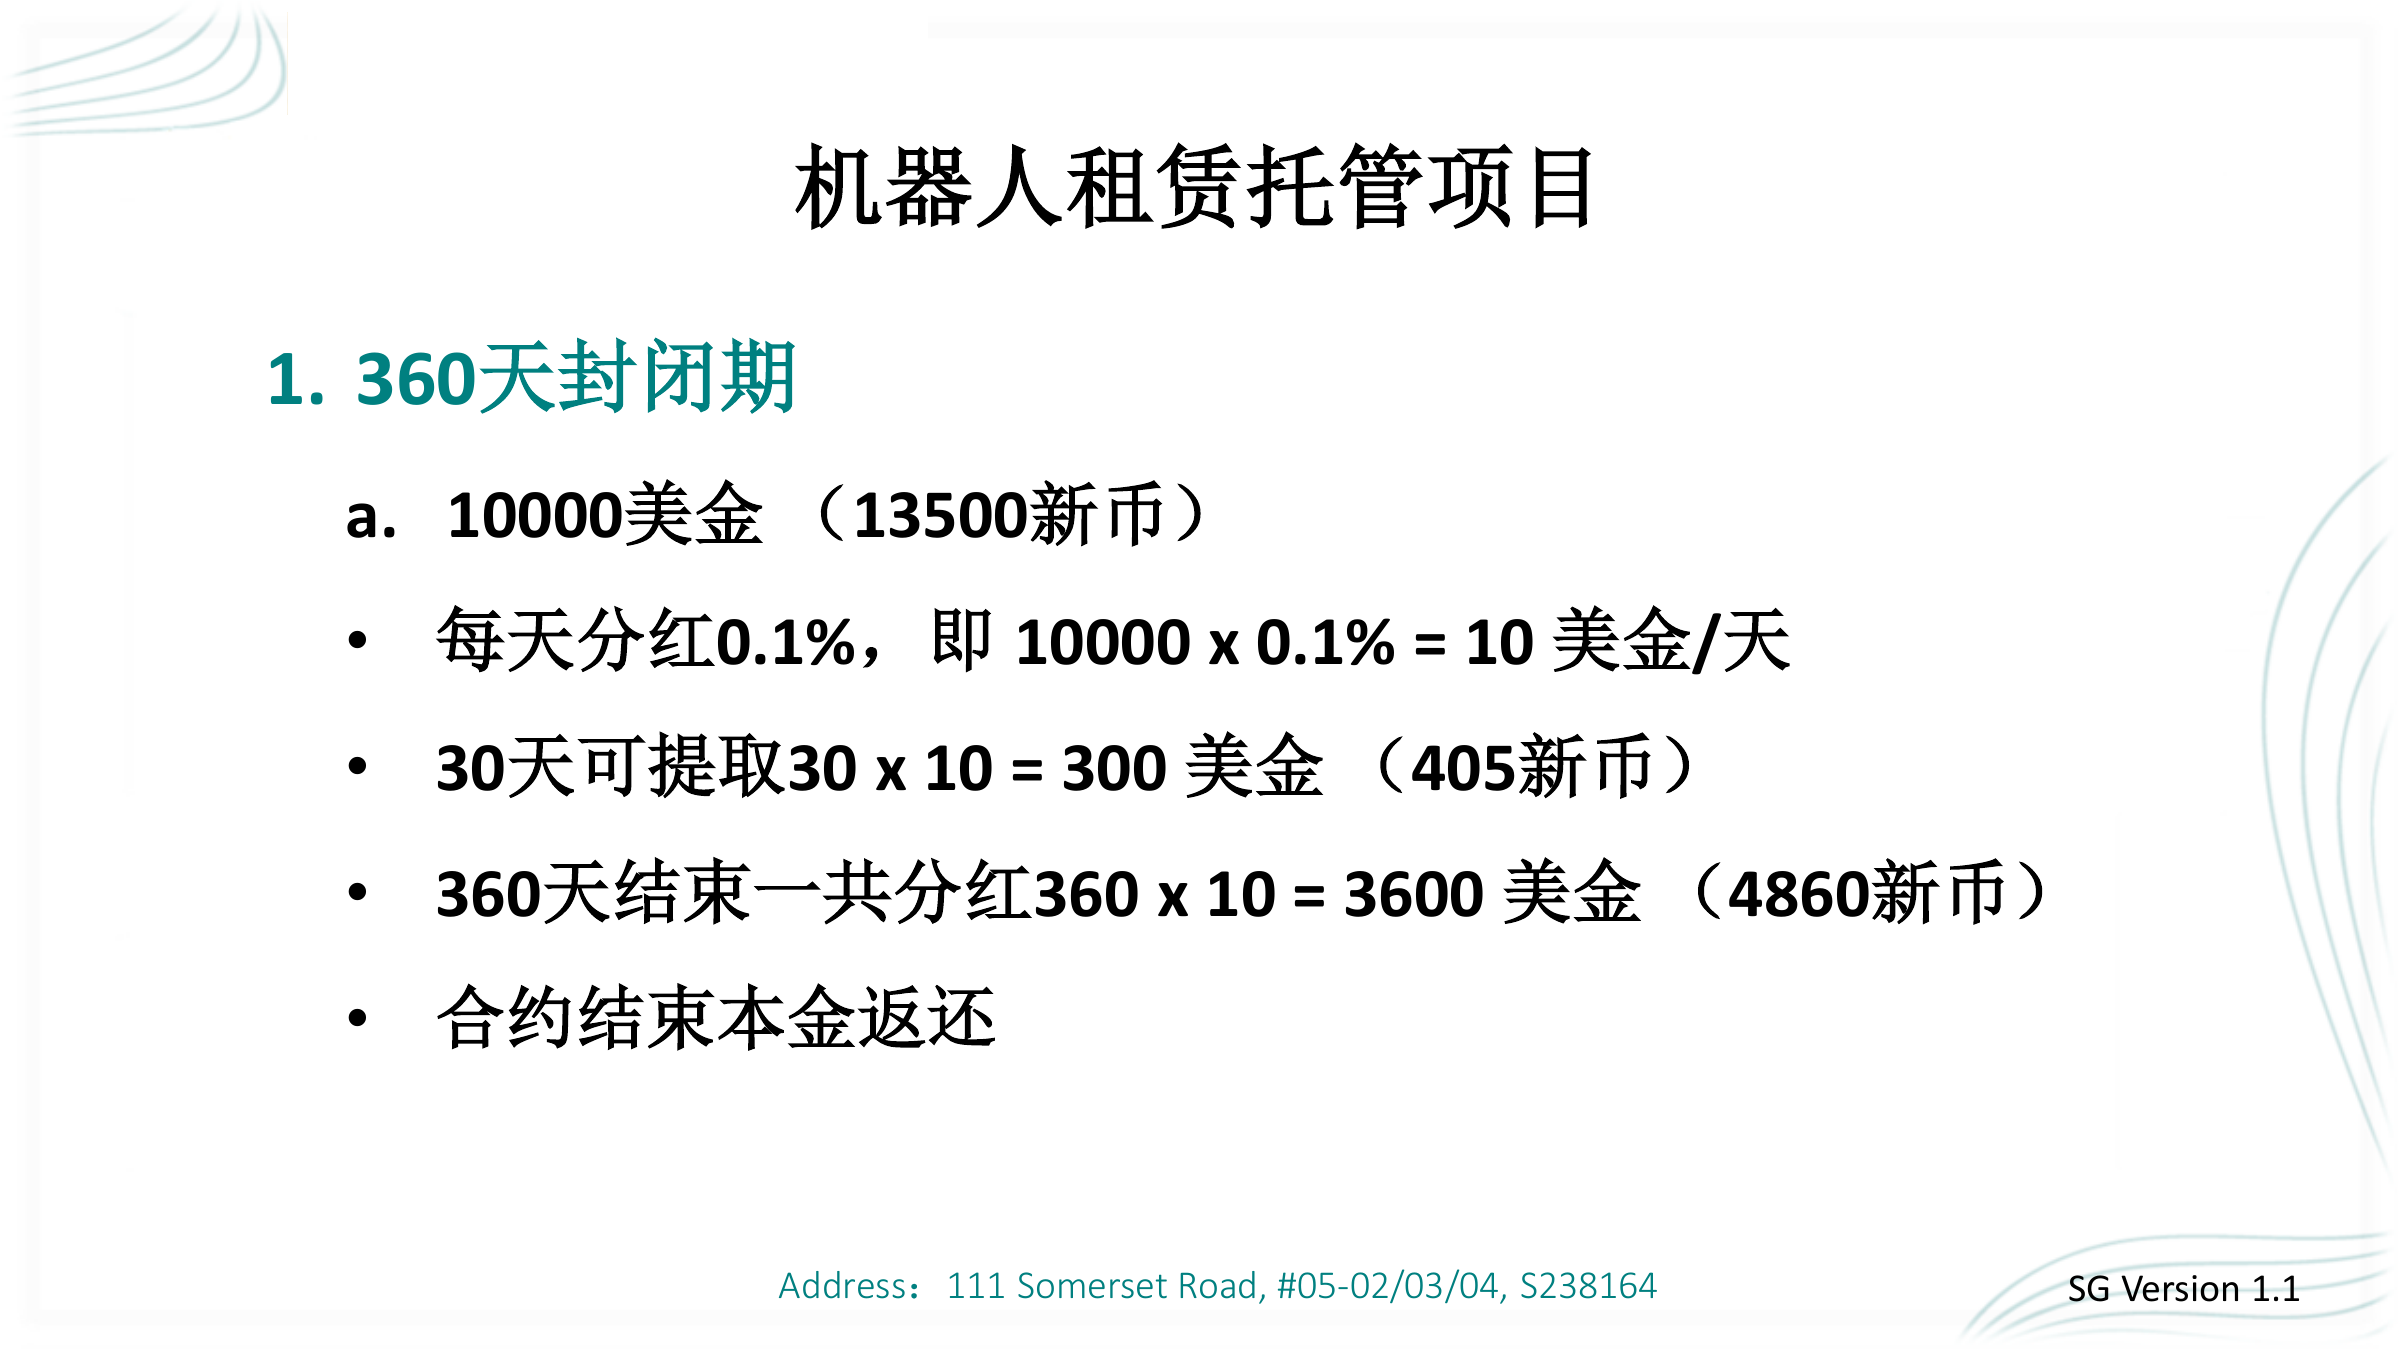 机器人租赁托管项目
1. 360天封闭期
a. 10000美金 （13500新币）
• 每天分红0.1%， 即 10000 x 0.1% = 10 美金/天
• 30天可提取30 x 10 = 300 美金 （405新币）
• 360天结束一共分红360 x 10 = 3600 美金 （4860新币）
• 合约结束本金返还
Address： 111 Somerset Road, #05-02/03/04, S238164
SG Version 1.1